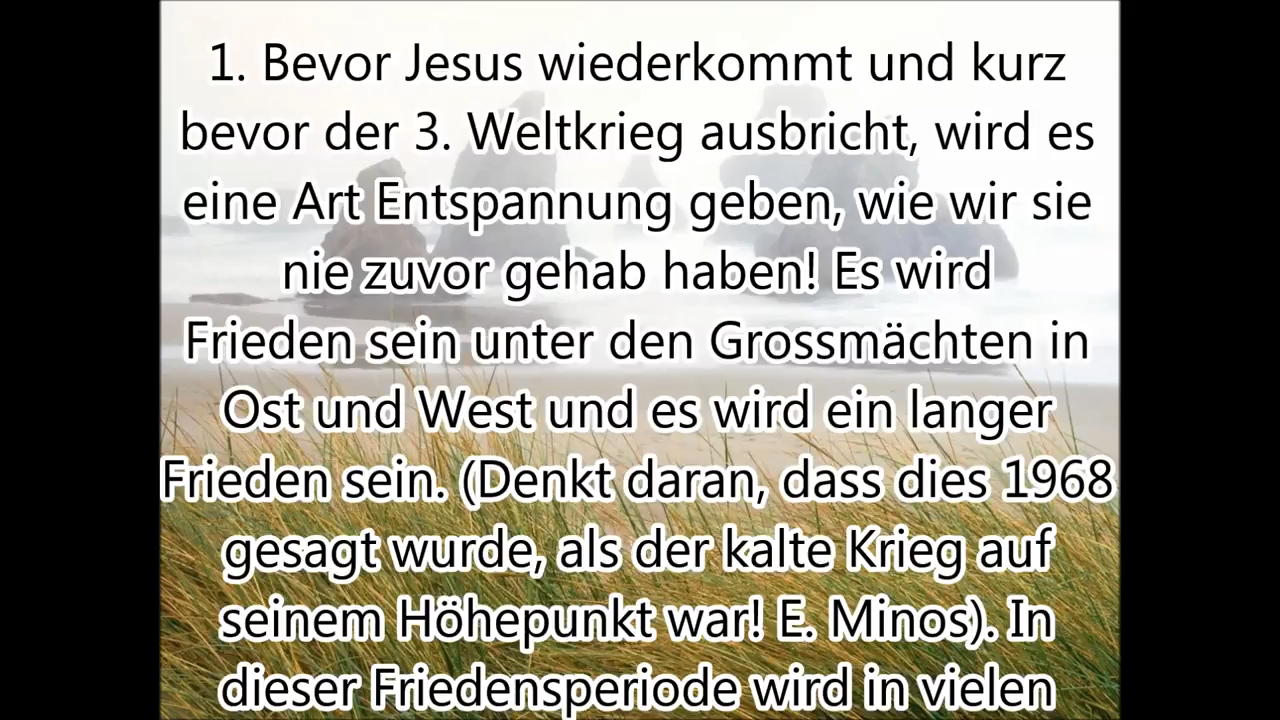 1. Bevor Jesus wiederkommt und kurz
bevor der 3. Weltkrieg ausbricht, wird es
eine Art Entspannung geben, wie wir sie
nie zuvor gehab haben! Es wird
Frieden sein unter den Grossmächten in
Ost und West und es wird ein langer
Frieden sein. (Denkt daran, dass dies 1968
gesagt wurde, als der kalte Krieg auf
seinem Höhepunkt war! E. Minos). In
dieser Friedensperiode wird in vielen